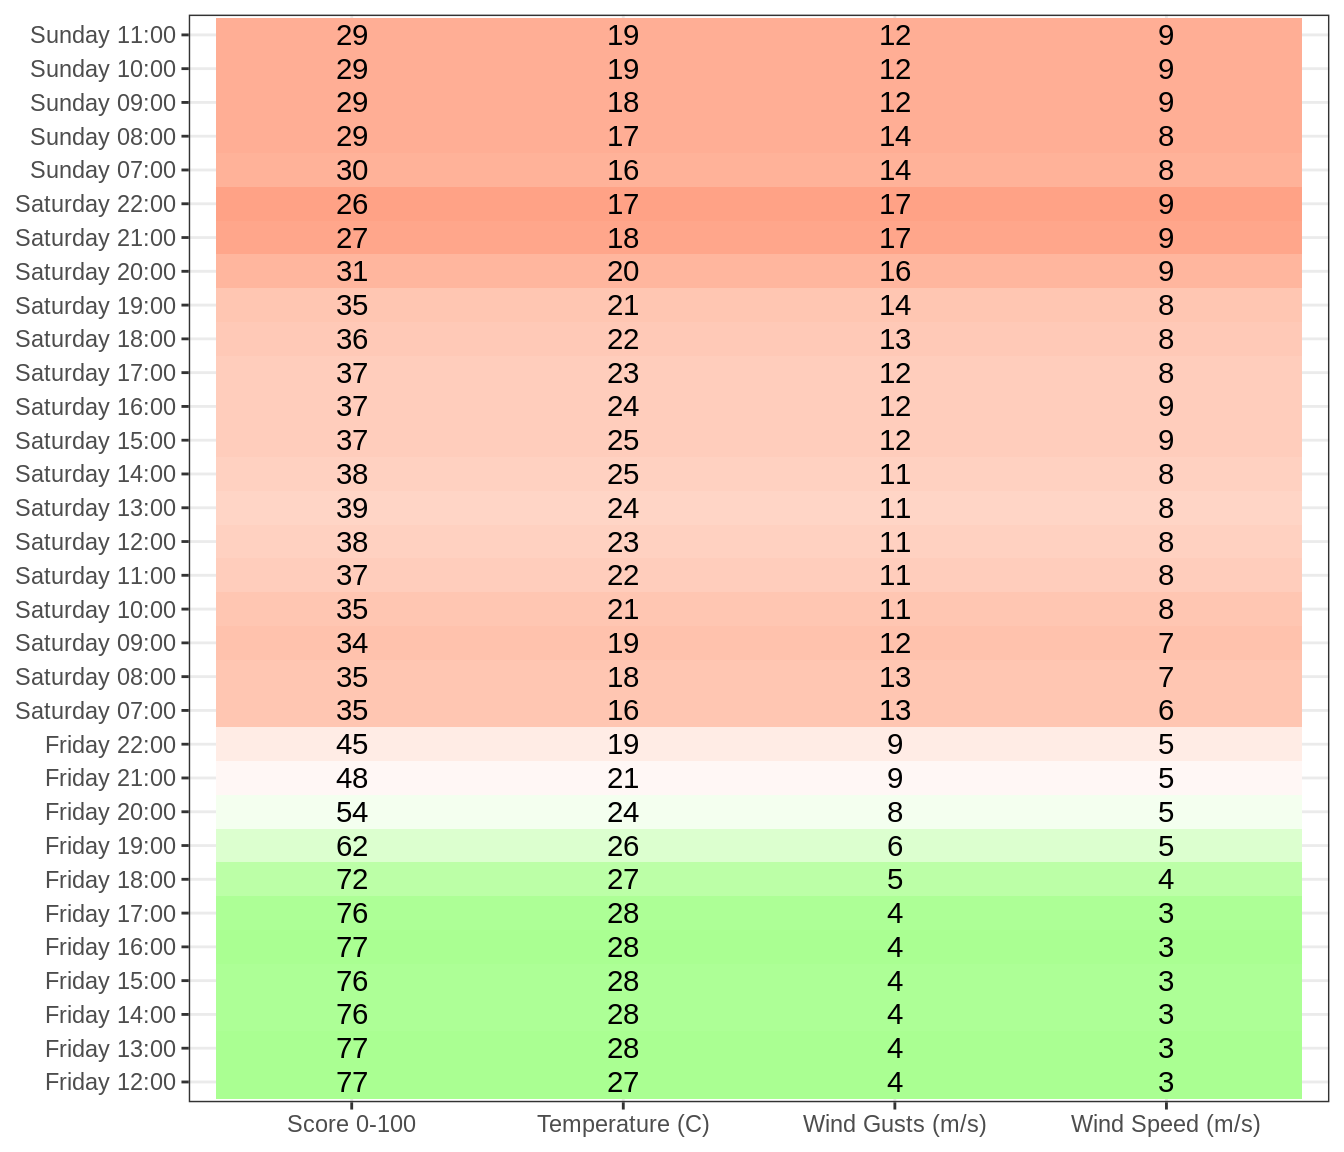 Sunday 11:00 29 19 12 9
Sunday 10:00 29 19 12 9
Sunday 09:00 29 18 12 9
Sunday 08:00 29 17 14 8
Sunday 07:00 30 16 14 8
Saturday 22:00 26 17 17 9
Saturday 21:00 27 18 17 9
Saturday 20:00 31 20 16 9
Saturday 19:00 35 21 14 8
Saturday 18:00 36 22 13 8
Saturday 17:00 37 23 12 8
Saturday 16:00 37 24 12 9
Saturday 15:00 37 25 12 9
Saturday 14:00 38 25 11 8
Saturday 13:00 39 24 11 8
Saturday 12:00 38 23 11 8
Saturday 11:00 37 22 11 8
Saturday 10:00 35 21 11 8
Saturday 09:00 34 19 12 7
Saturday 08:00 35 18 13 7
Saturday 07:00 35 16 13 6
Friday 22:00 45 19 9 5
Friday 21:00 48 21 9 5
Friday 20:00 54 24 8 5
Friday 19:00 62 26 6 5
Friday 18:00 72 27 5 4
Friday 17:00 76 28 4 3
Friday 16:00 77 28 4 3
Friday 15:00 76 28 4 3
Friday 14:00 76 28 4 3
Friday 13:00 77 28 4 3
Friday 12:00 77 27 4 3
Score 0-100 Temperature (C) Wind Gusts (m/s) Wind Speed (m/s)